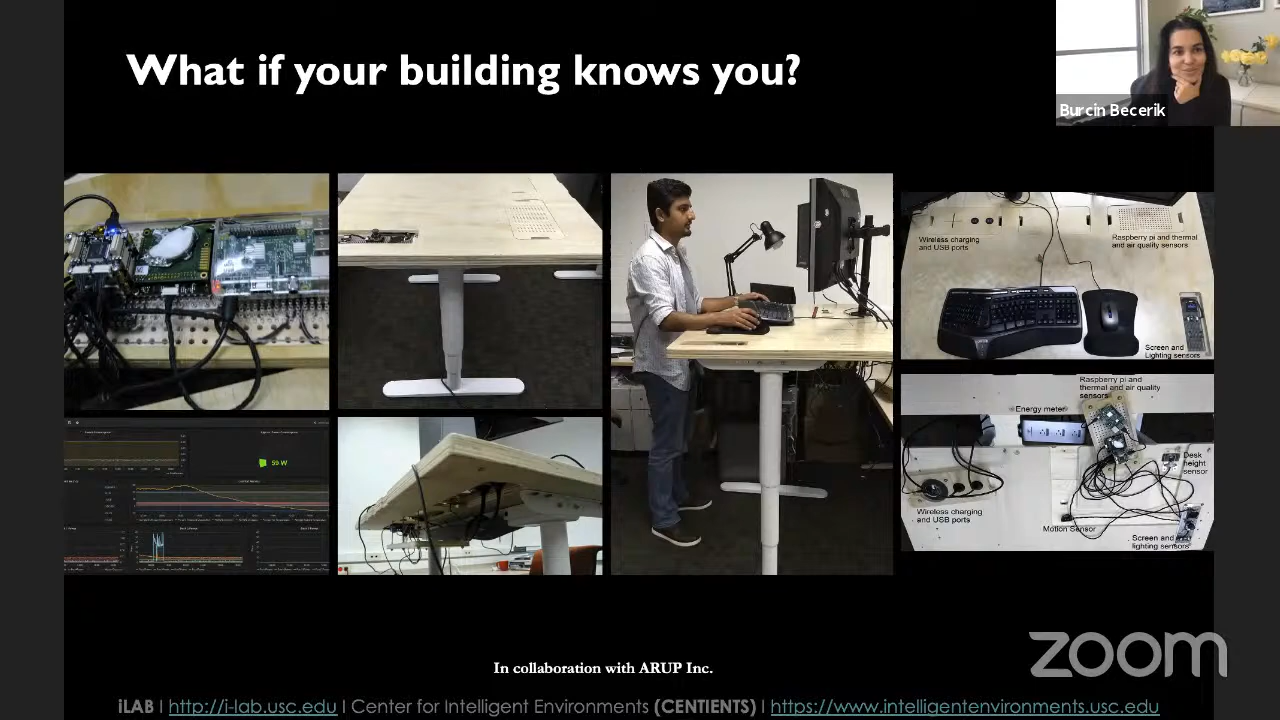 What if your building knows you?
Burcin Becerik
Wireless charging
and USB ports
Raspberry pi and thermal
and air quality sensors
Screen and
Lighting sensors
Raspberry pi and
thermal and air quality
sensors
Energy meter
Desk
height
sensor
Wireless charging
and USB ports
Motion Sensor
Screen and
lighting sensors
59 W
In collaboration with ARUP Inc.
zoom
iLAB I http://i-lab.usc.edu I Center for Intelligent Environments (CENTIENTS) I https://www.intelligentenvironments.usc.edu